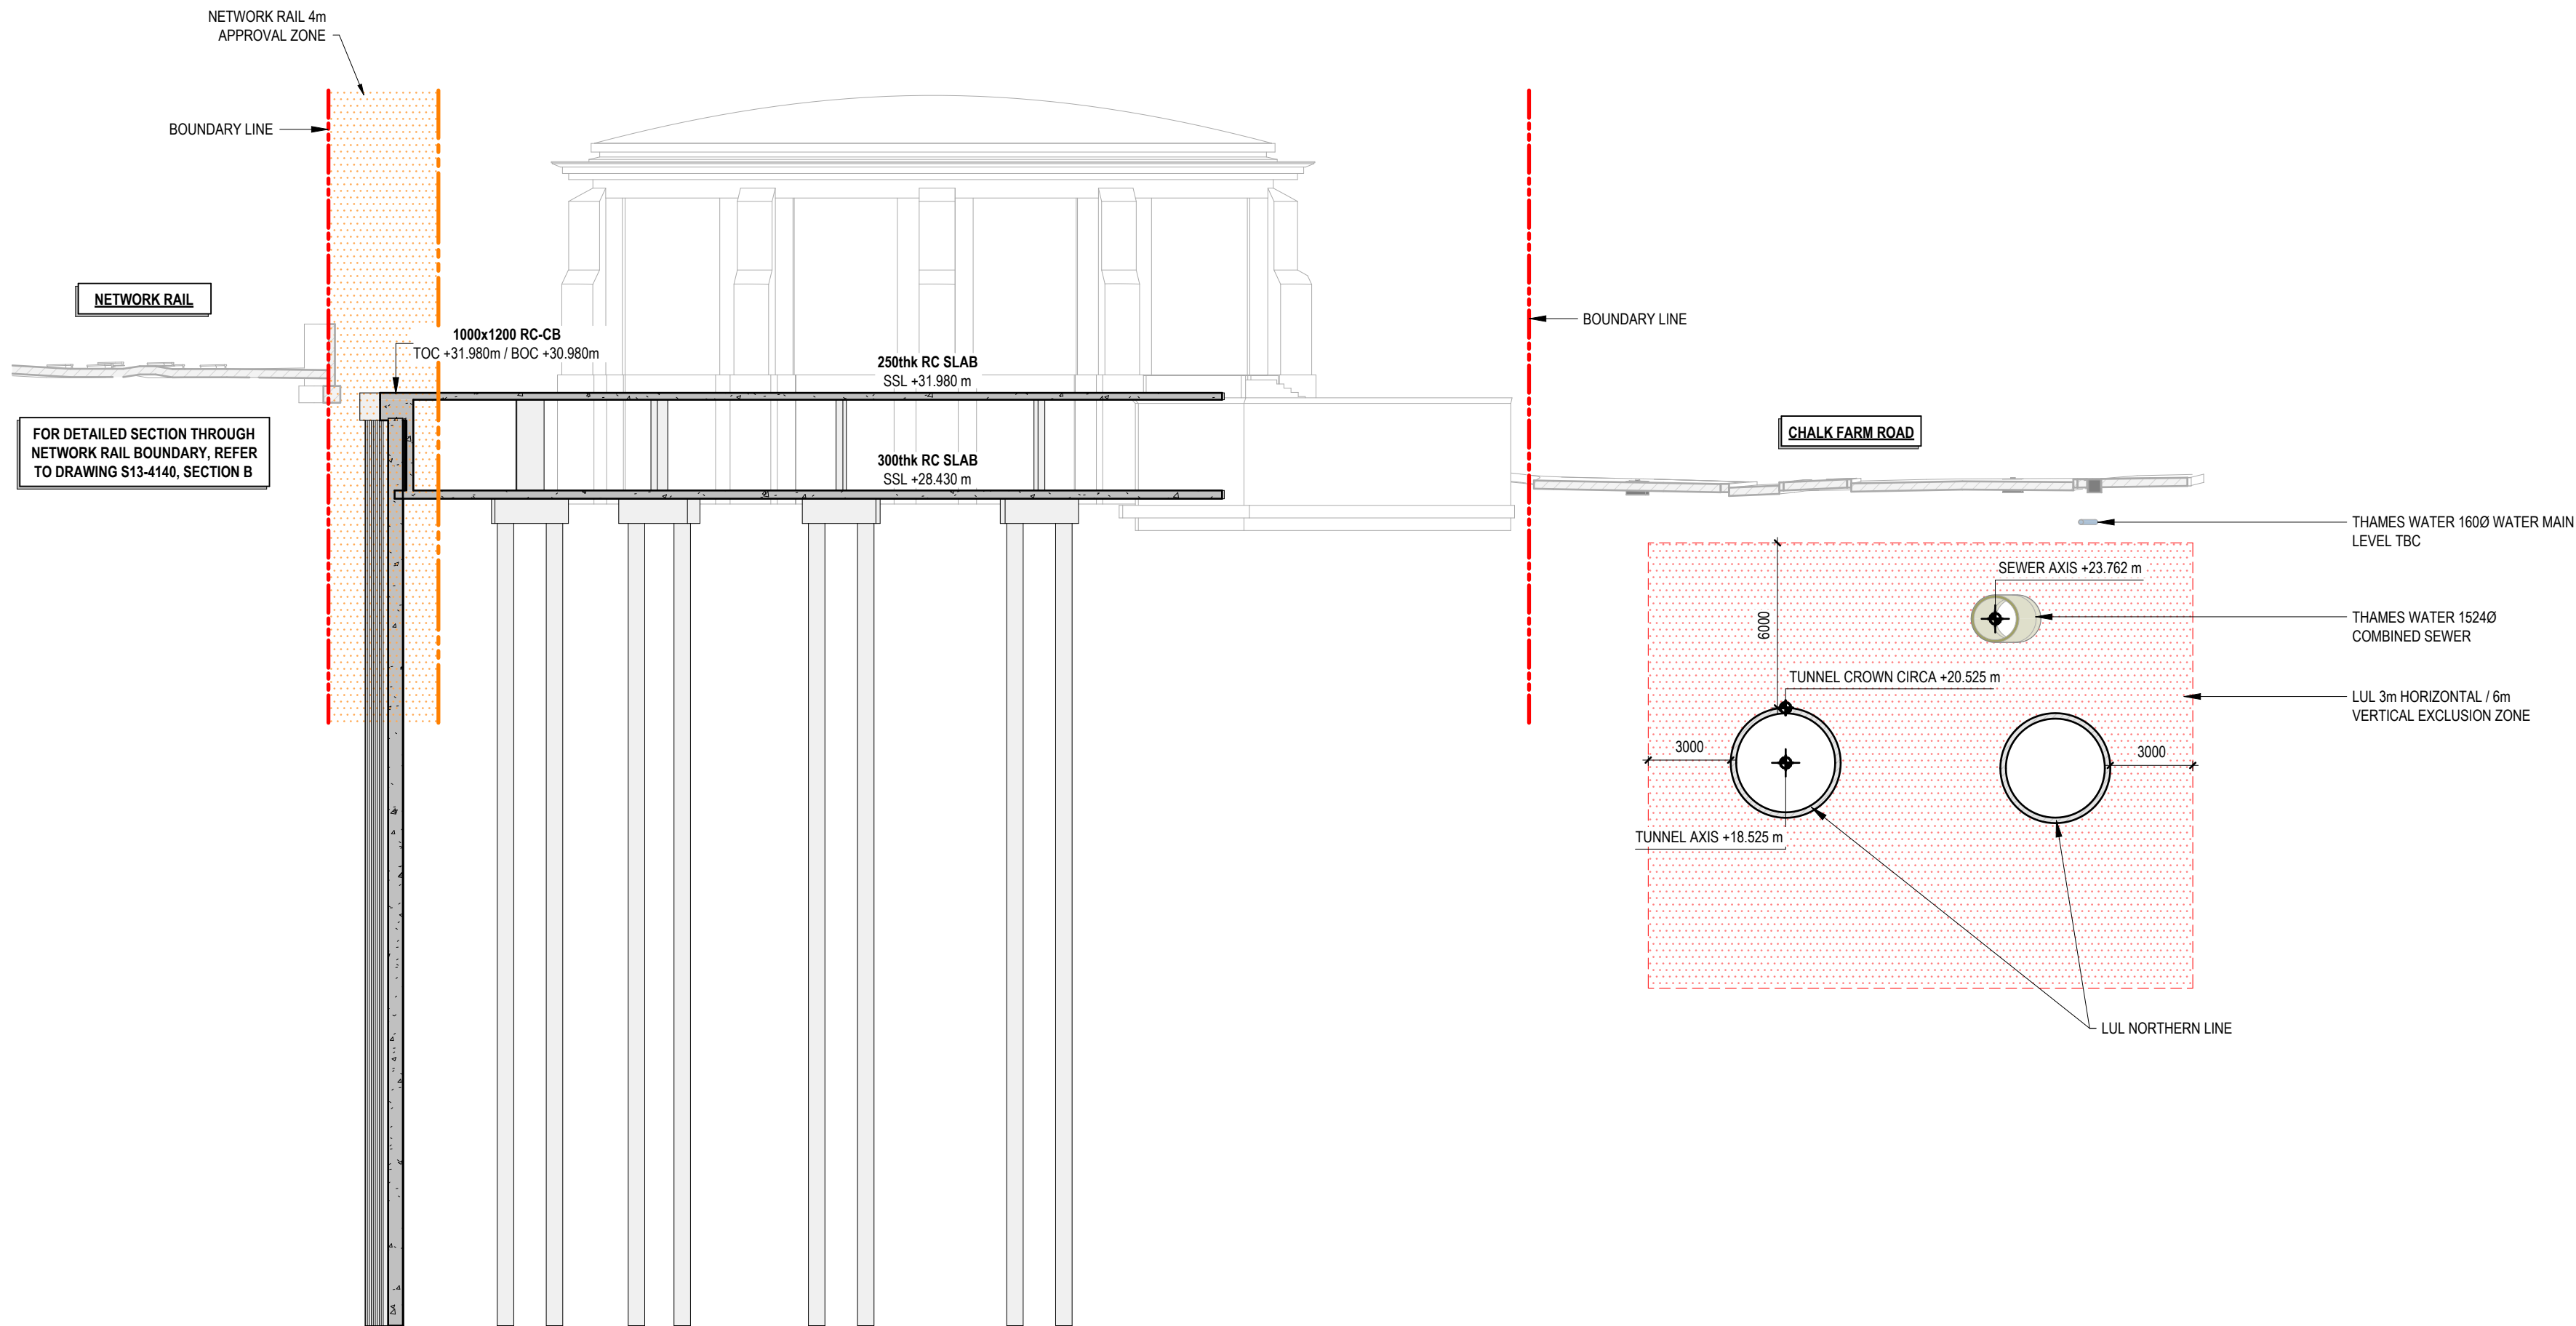 NETWORK RAIL 4m
APPROVAL ZONE
BOUNDARY LINE
NETWORK RAIL
1000x1200 RC-CB
TOC +31.980m / BOC +30.980m
250thk RC SLAB
SSL +31.980 m
BOUNDARY LINE
FOR DETAILED SECTION THROUGH
NETWORK RAIL BOUNDARY, REFER
TO DRAWING S13-4140, SECTION B
300thk RC SLAB
SSL +28.430 m
CHALK FARM ROAD
THAMES WATER 160Ø WATER MAIN
LEVEL TBC
SEWER AXIS +23.762 m
THAMES WATER 1524Ø
COMBINED SEWER
6000
TUNNEL CROWN CIRCA +20.525 m
LUL 3m HORIZONTAL / 6m
VERTICAL EXCLUSION ZONE
3000
3000
TUNNEL AXIS +18.525 m
LUL NORTHERN LINE